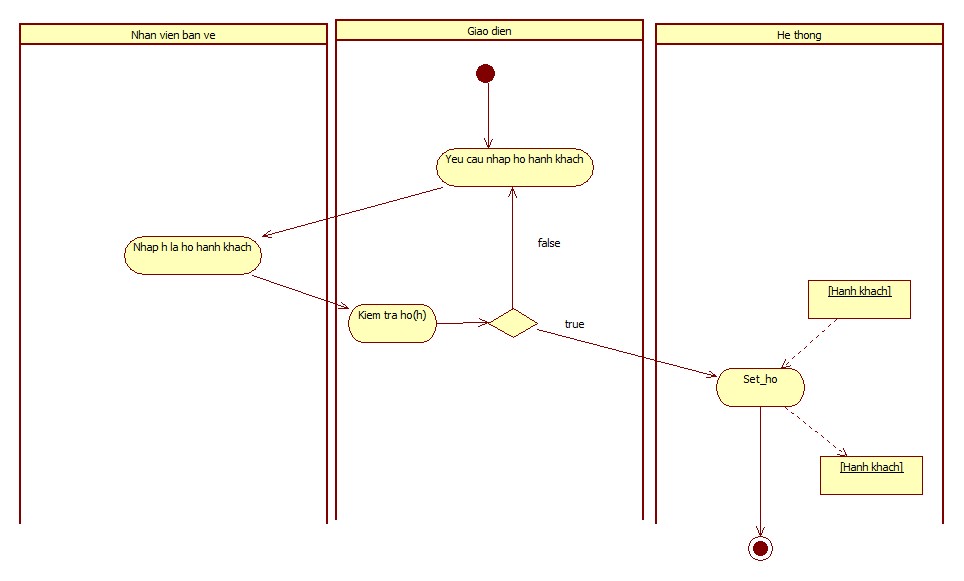 Nhan vien ban ve
Giao dien
He thong
Yeu cau nhap ho hanh khach
Nhap h la ho hanh khach
false
[Hanh khach]
Kiem tra ho(h)
true
Set_ho
[Hanh khach]